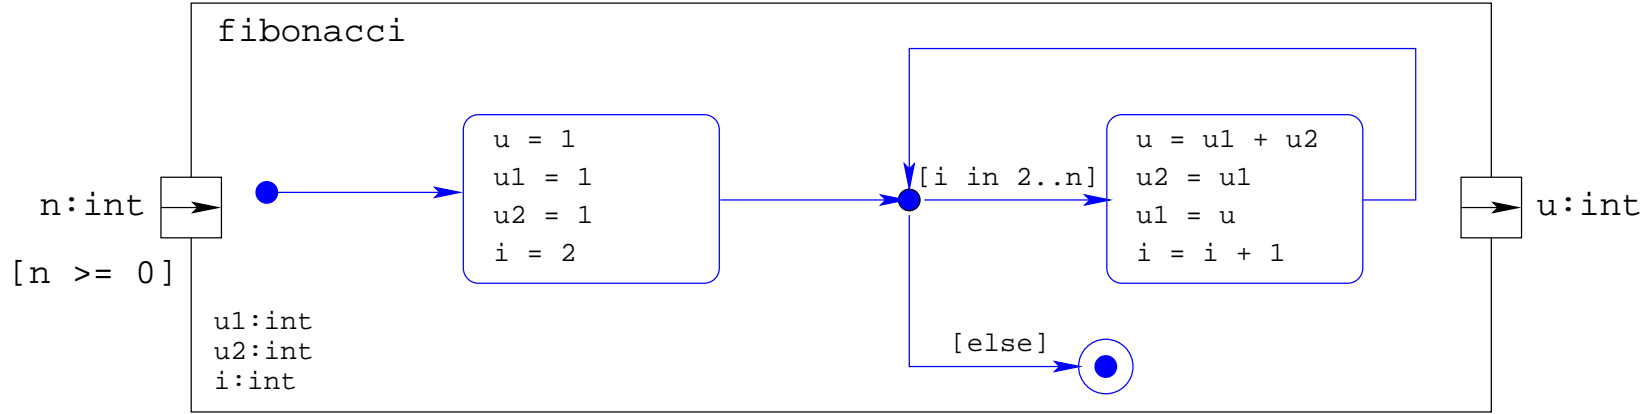 fibonacci
n:int
[n >= 0]
u1:int
u2:int
i:int
u = 1
u1 = 1
u2 = 1
i = 2
[i in 2..n]
[else]
u = u1 + u2
u2 = u1
u1 = u
i = i + 1
u:int